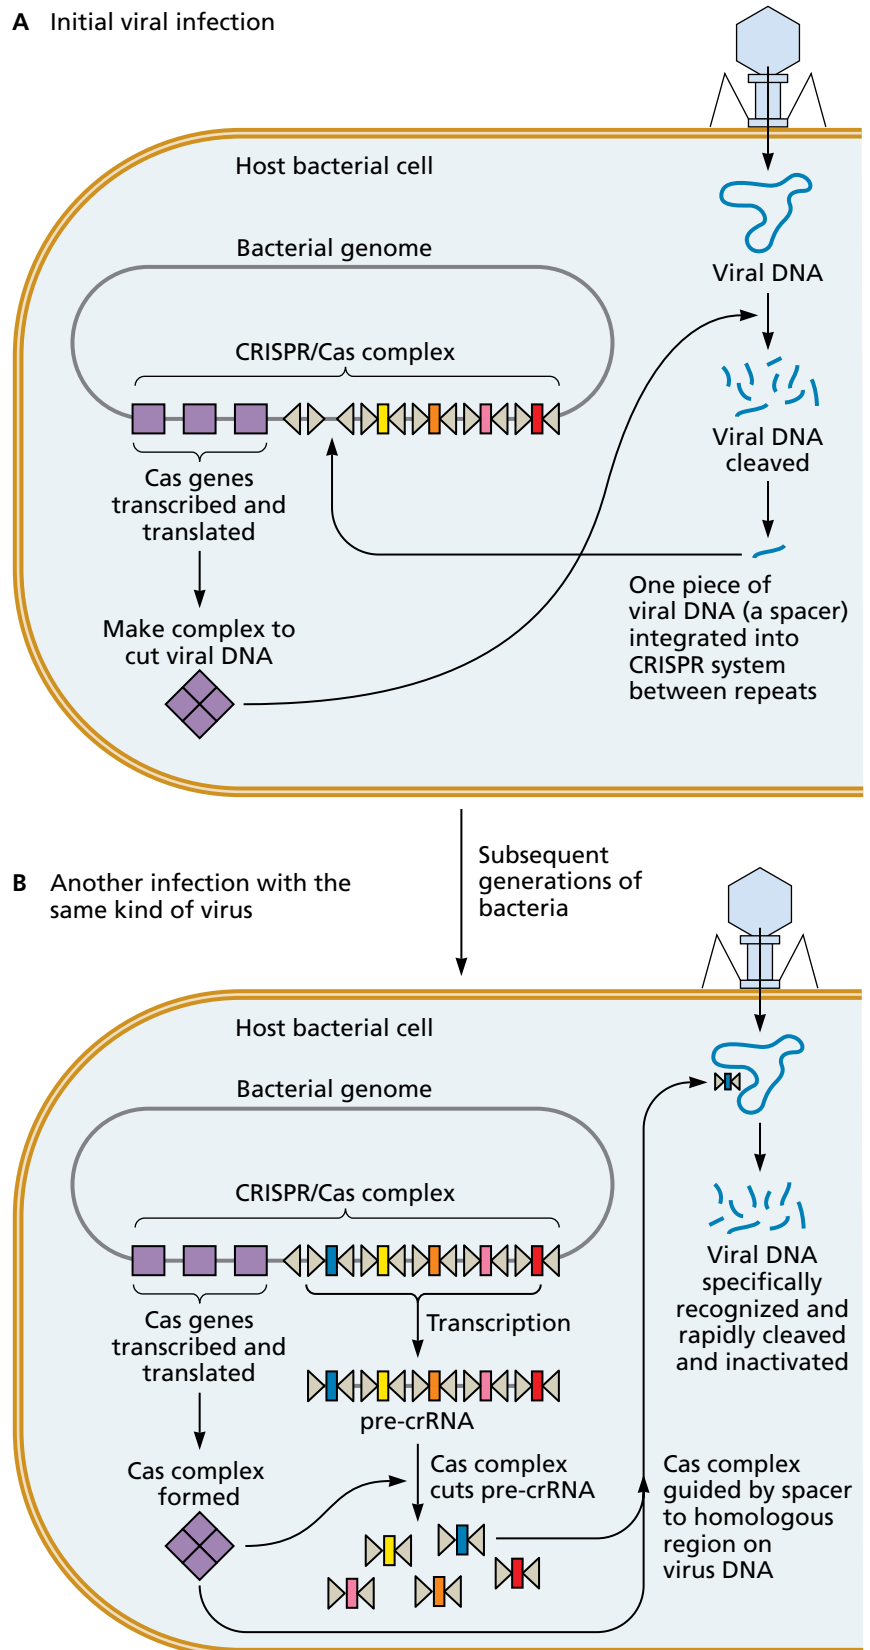 A Initial viral infection
Host bacterial cell
Bacterial genome
Viral DNA
CRISPR/Cas complex
Viral DNA
cleaved
Cas genes
transcribed and
translated
One piece of
viral DNA (a spacer)
integrated into
CRISPR system
between repeats
Make complex to
cut viral DNA
Subsequent
generations of
bacteria
B Another infection with the
same kind of virus
Host bacterial cell
Bacterial genome
CRISPR/Cas complex
Viral DNA
specifically
recognized and
rapidly cleaved
and inactivated
Cas genes
transcribed and
translated
Transcription
pre-crRNA
Cas complex
formed
Cas complex
cuts pre-crRNA
Cas complex
guided by spacer
to homologous
region on
virus DNA